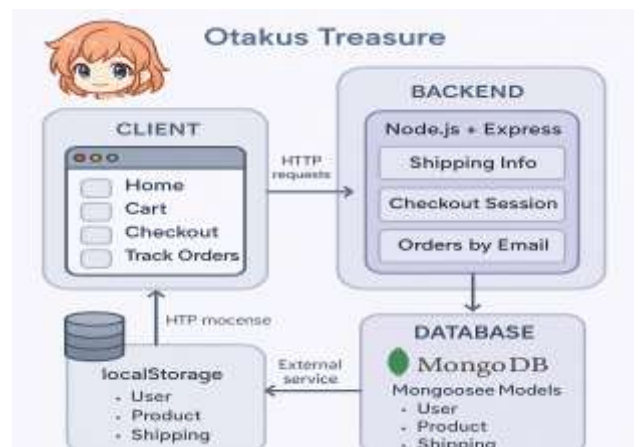 Otakus Treasure
CLIENT
Home
Cart
Checkout
Track Orders
HTTP
requests
BACKEND
Node.js + Express
Shipping Info
Checkout Session
Orders by Email
HTP mocense
localStorage
• User
• Product
• Shipping
External
service
DATABASE
MongoDB
Mongoosee Models
• User
• Product
• Shipping